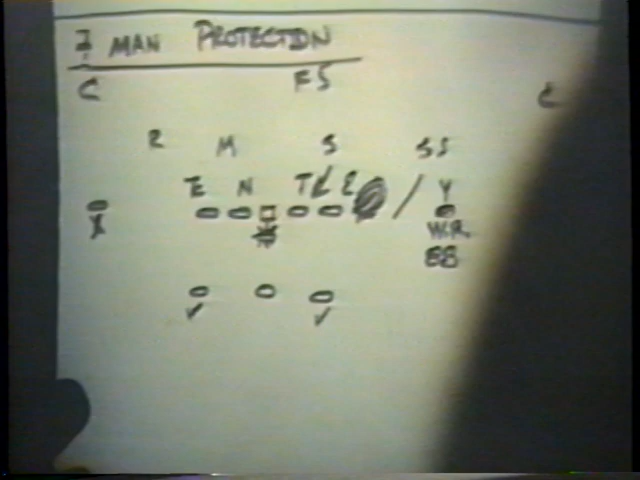 7 MAN PROTECTION
C FS C
R M S SS
E N T E Y
X
W.R.
88